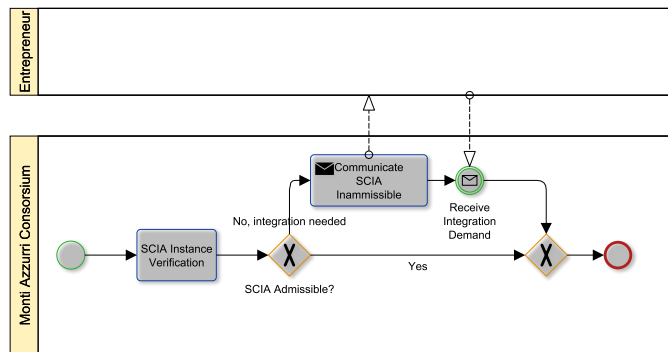 Entrepreneur
Monti Azzurri Consorsium
Communicate
SCIA
Inammissible
No, integration needed
Receive
Integration
Demand
SCIA Instance
Verification
Yes
SCIA Admissible?